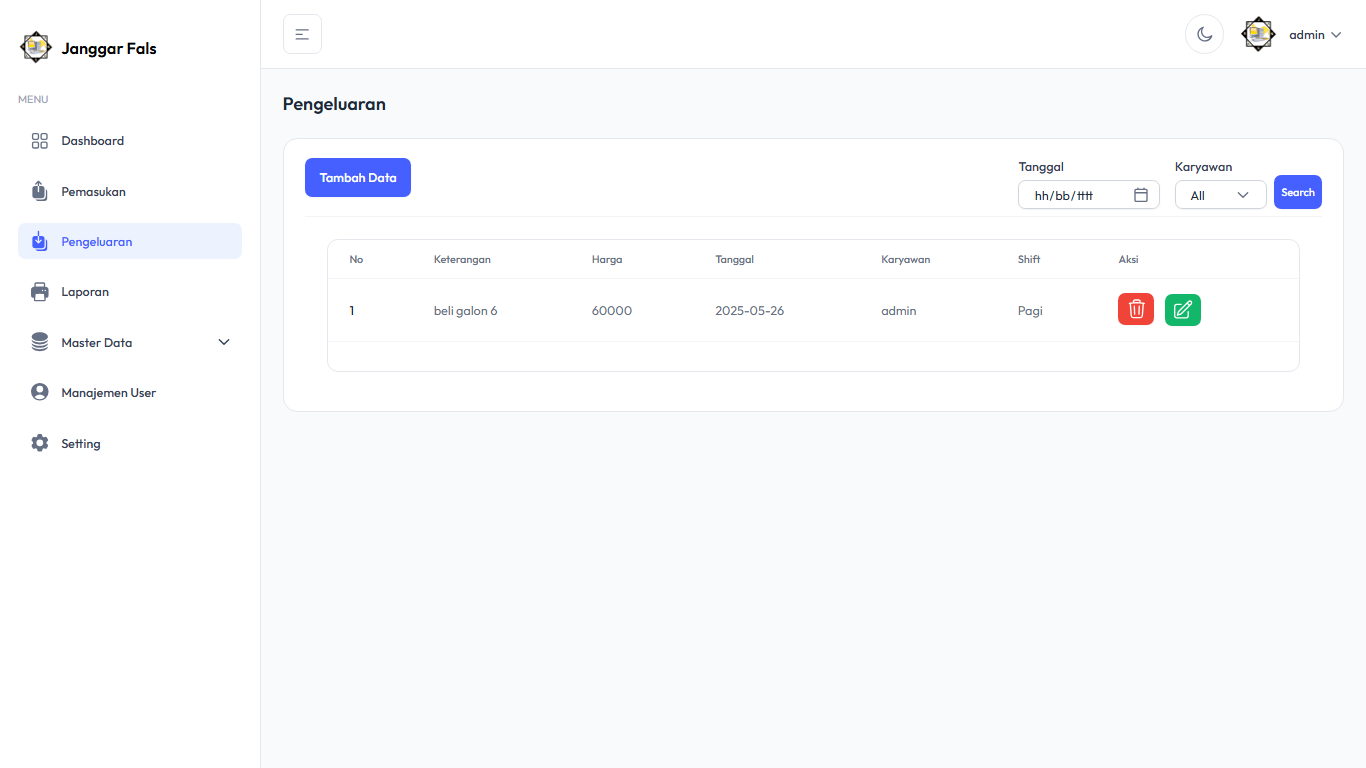 Janggar Fals
admin
MENU
Dashboard
Pemasukan
Pengeluaran
Laporan
Master Data
Manajemen User
Setting
Pengeluaran
Tambah Data
Tanggal
hh/bb/tttt
Karyawan
All
Search
No Keterangan Harga Tanggal Karyawan Shift Aksi
1 beli galon 6 60000 2025-05-26 admin Pagi